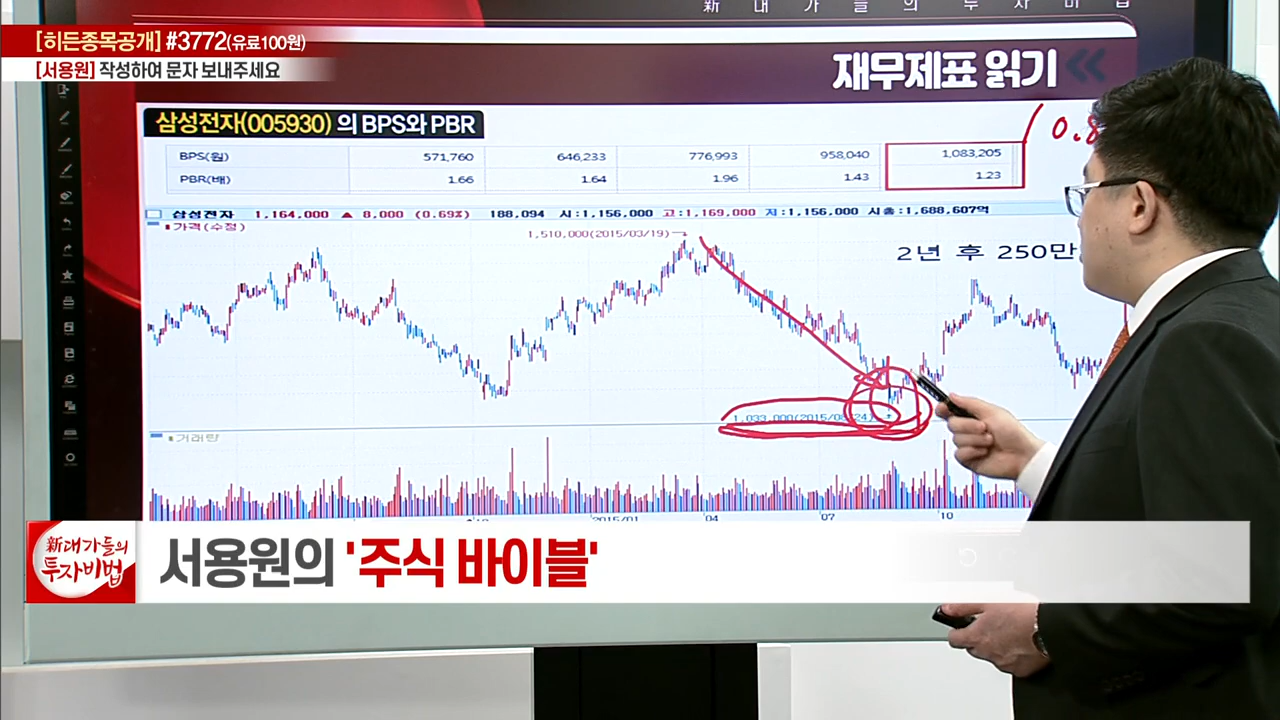 新 대가들의 투자비법
[히든종목공개] #3772(유료100원)
[서용원] 작성하여 문자 보내주세요
재무제표 읽기
삼성전자(005930) 의 BPS와 PBR
BPS(원) 571,760 646,233 776,993 958,040 1,083,205
PBR(배) 1.66 1.64 1.96 1.43 1.23
0.8
삼성전자 1,164,000 ▲ 8,000 (0.69%) 188,094 시:1,156,000 고:1,169,000 저:1,156,000 시총:1,688,607억
가격(수정)
1,510,000(2015/03/19)
2년 후 250만
1,033,000(2015/08/24)
거래량
2015/01 04 07 10
新대가들의
투자비법
서용원의 '주식 바이블'